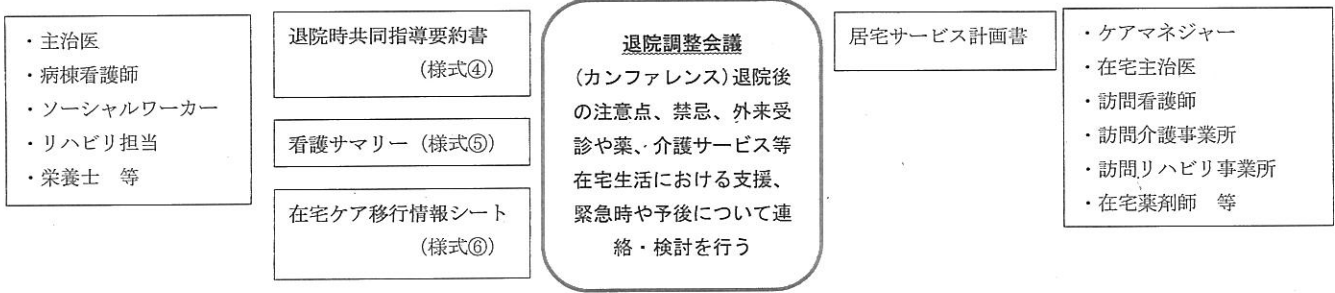 ・主治医
・病棟看護師
・ソーシャルワーカー
・リハビリ担当
・栄養士　等
退院時共同指導要約書
（様式④）
看護サマリー（様式⑤）
在宅ケア移行情報シート
（様式⑥）
退院調整会議
（カンファレンス）退院後
の注意点、禁忌、外来受
診や薬、介護サービス等
在宅生活における支援、
緊急時や予後について連
絡・検討を行う
居宅サービス計画書
・ケアマネジャー
・在宅主治医
・訪問看護師
・訪問介護事業所
・訪問リハビリ事業所
・在宅薬剤師　等